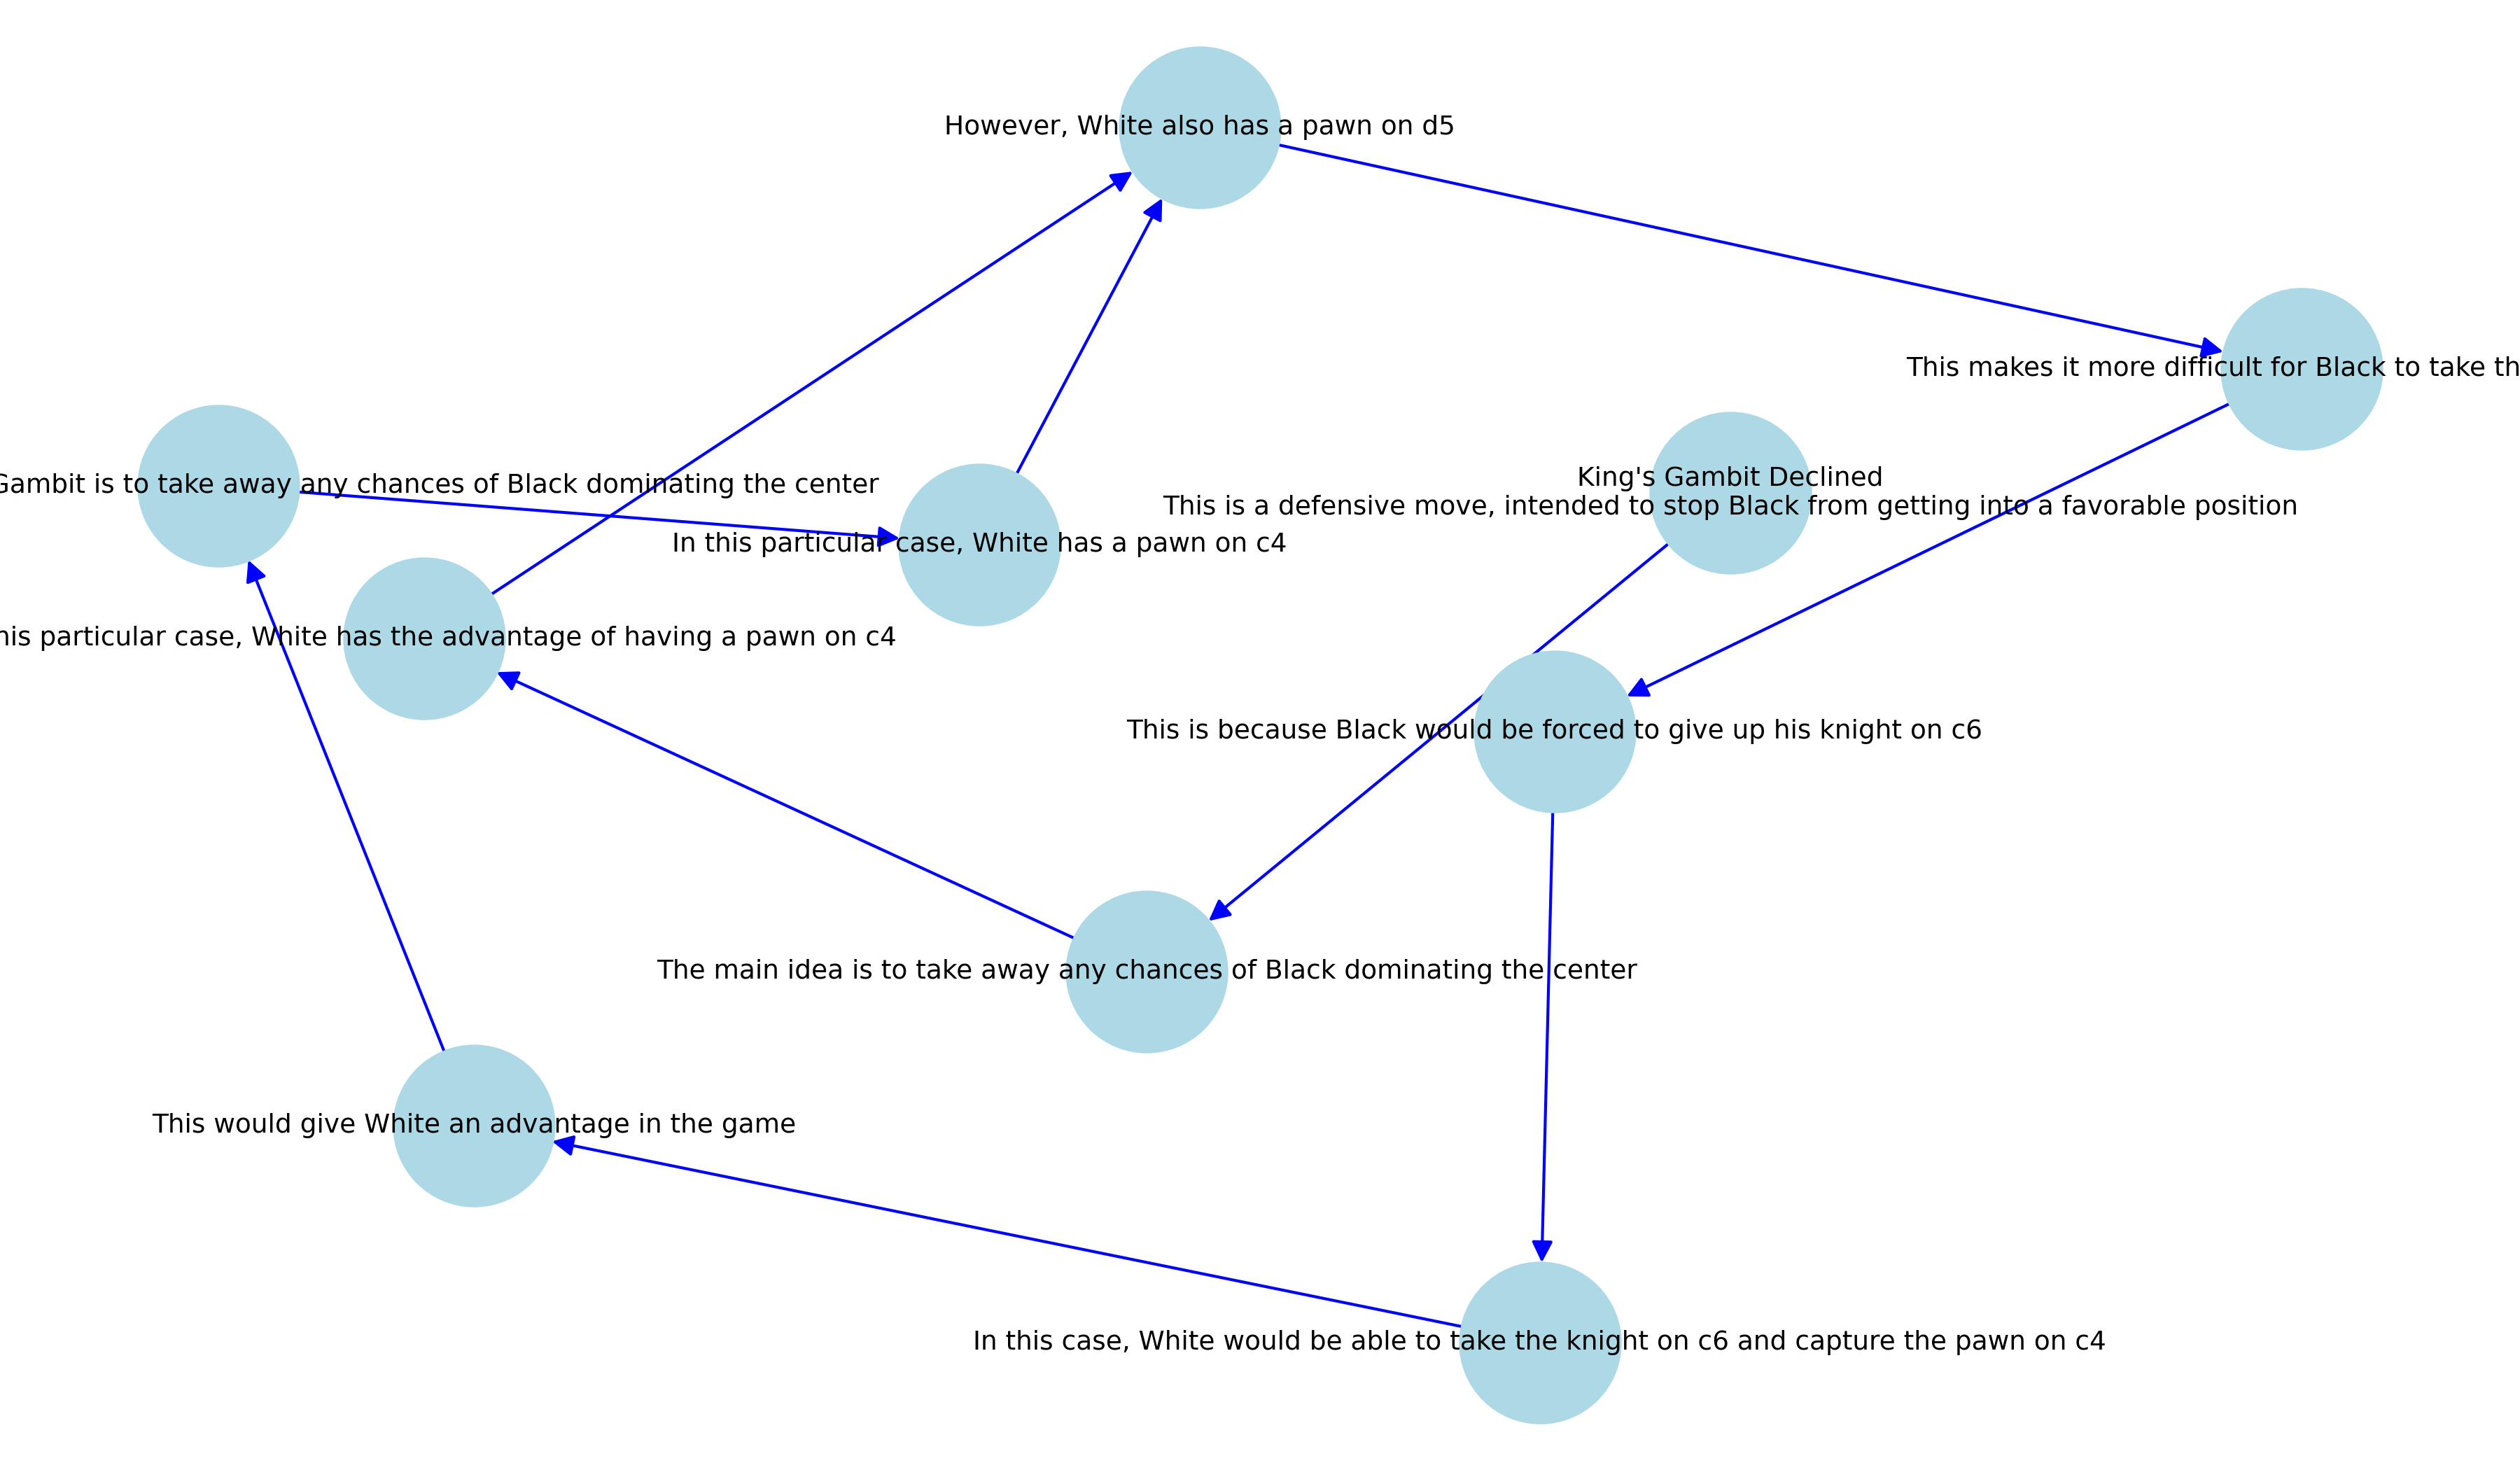 However, White also has a pawn on d5
This makes it more difficult for Black to take th
King's Gambit Declined
This is a defensive move, intended to stop Black from getting into a favorable position
Gambit is to take away any chances of Black dominating the center
In this particular case, White has a pawn on c4
his particular case, White has the advantage of having a pawn on c4
This is because Black would be forced to give up his knight on c6
The main idea is to take away any chances of Black dominating the center
This would give White an advantage in the game
In this case, White would be able to take the knight on c6 and capture the pawn on c4